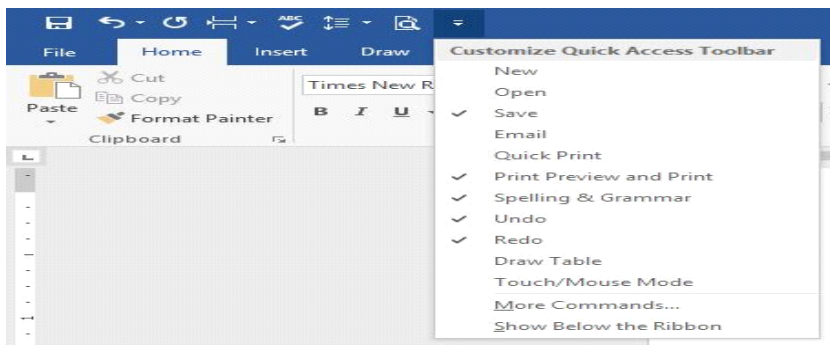 ABC
File Home Insert Draw
Customize Quick Access Toolbar
New
Open
Save
Email
Quick Print
Print Preview and Print
Spelling & Grammar
Undo
Redo
Draw Table
Touch/Mouse Mode
More Commands...
Show Below the Ribbon
Paste
Cut
Copy
Format Painter
Clipboard
Times New R
B I U
L
1